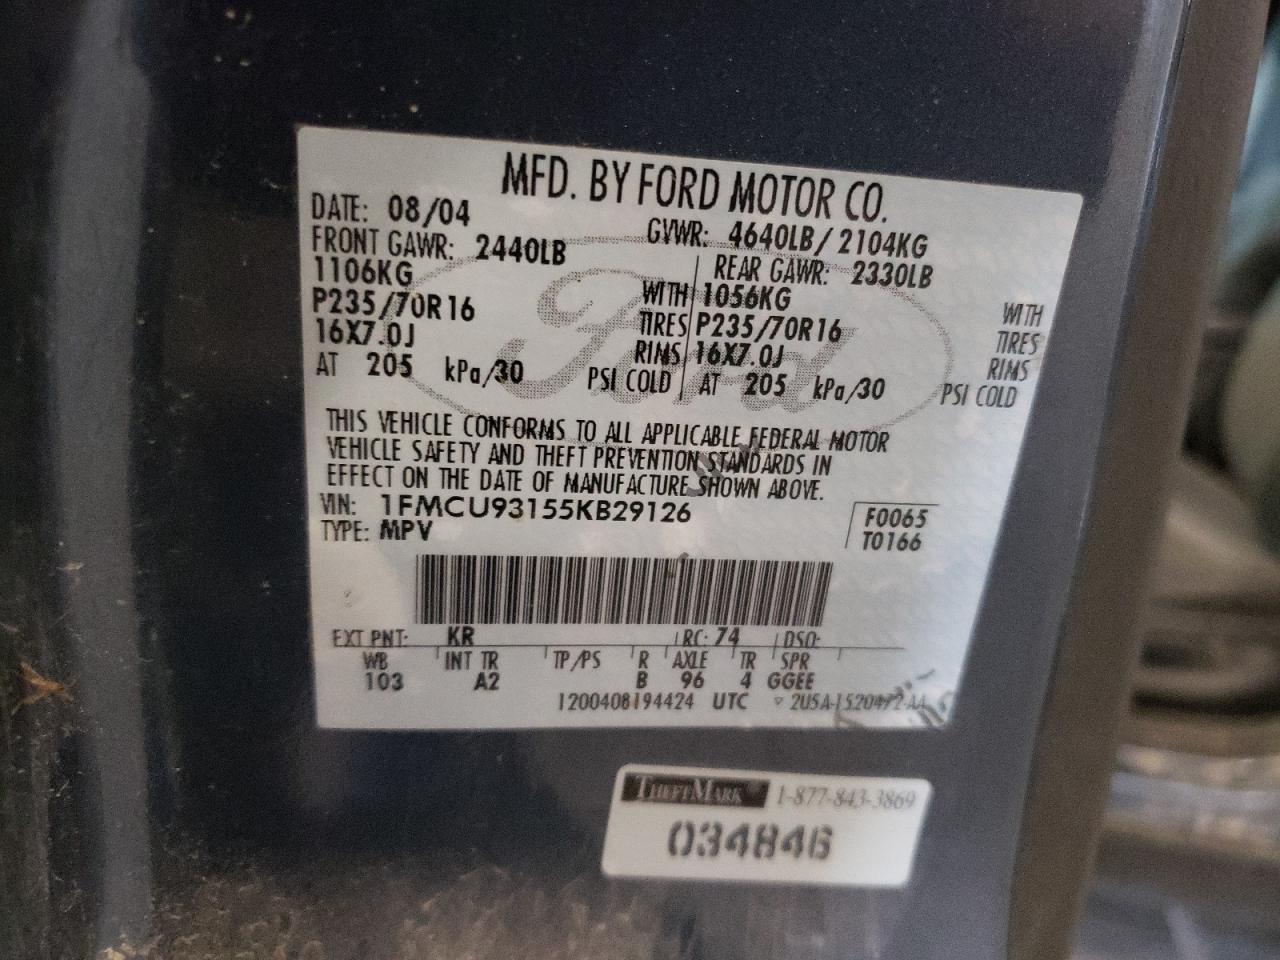 MFD. BY FORD MOTOR CO.
DATE: 08/04 GVWR: 4640LB/2104KG
FRONT GAWR: 2440LB REAR GAWR: 2330LB
1106KG WITH 1056KG WITH
P235/70R16 TIRES P235/70R16 TIRES
16X7.0J RIMS 16X7.0J RIMS
AT 205 kPa/30 PSI COLD AT 205 kPa/30 PSI COLD
Ford
THIS VEHICLE CONFORMS TO ALL APPLICABLE FEDERAL MOTOR
VEHICLE SAFETY AND THEFT PREVENTION STANDARDS IN
EFFECT ON THE DATE OF MANUFACTURE SHOWN ABOVE.
VIN: 1FMCU93155KB29126 F0065
TYPE: MPV T0166
EXT PNT: KR RC: 74 DSO:
WB INT TR TP/PS R AXLE TR SPR
103 A2 B 96 4 GGEE
1200408194424 UTC ▽ 2U5A-1520472-AA
THEFTMARK® 1-877-843-3869
034846